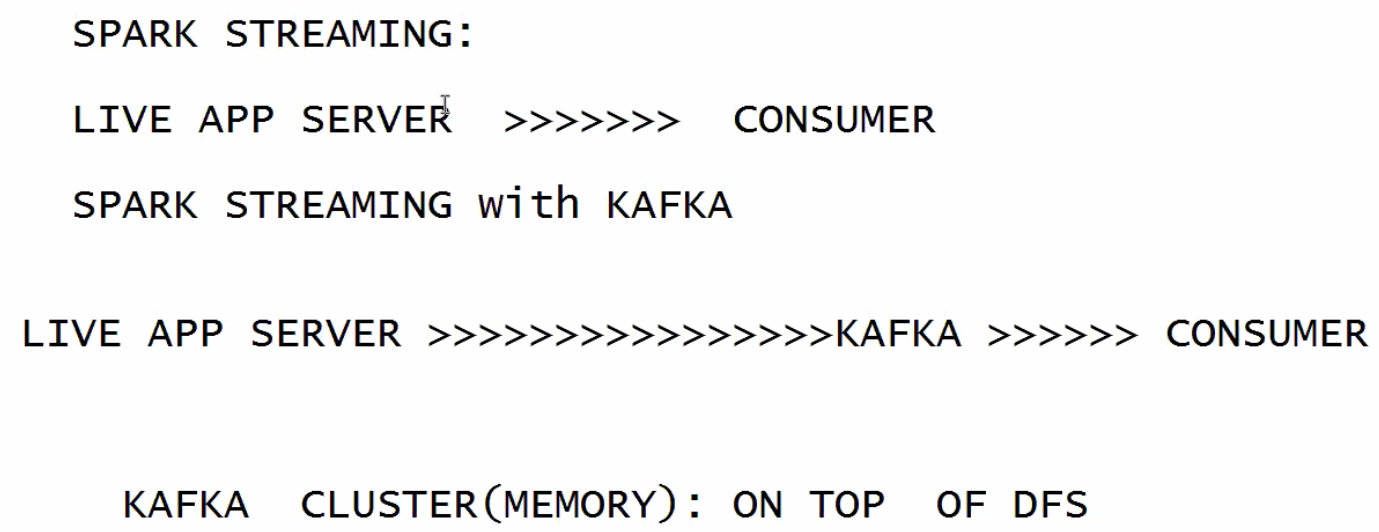 SPARK STREAMING:
LIVE APP SERVER >>>>>>> CONSUMER
SPARK STREAMING with KAFKA
LIVE APP SERVER >>>>>>>>>>>>>>>>KAFKA >>>>>> CONSUMER
KAFKA CLUSTER(MEMORY): ON TOP OF DFS